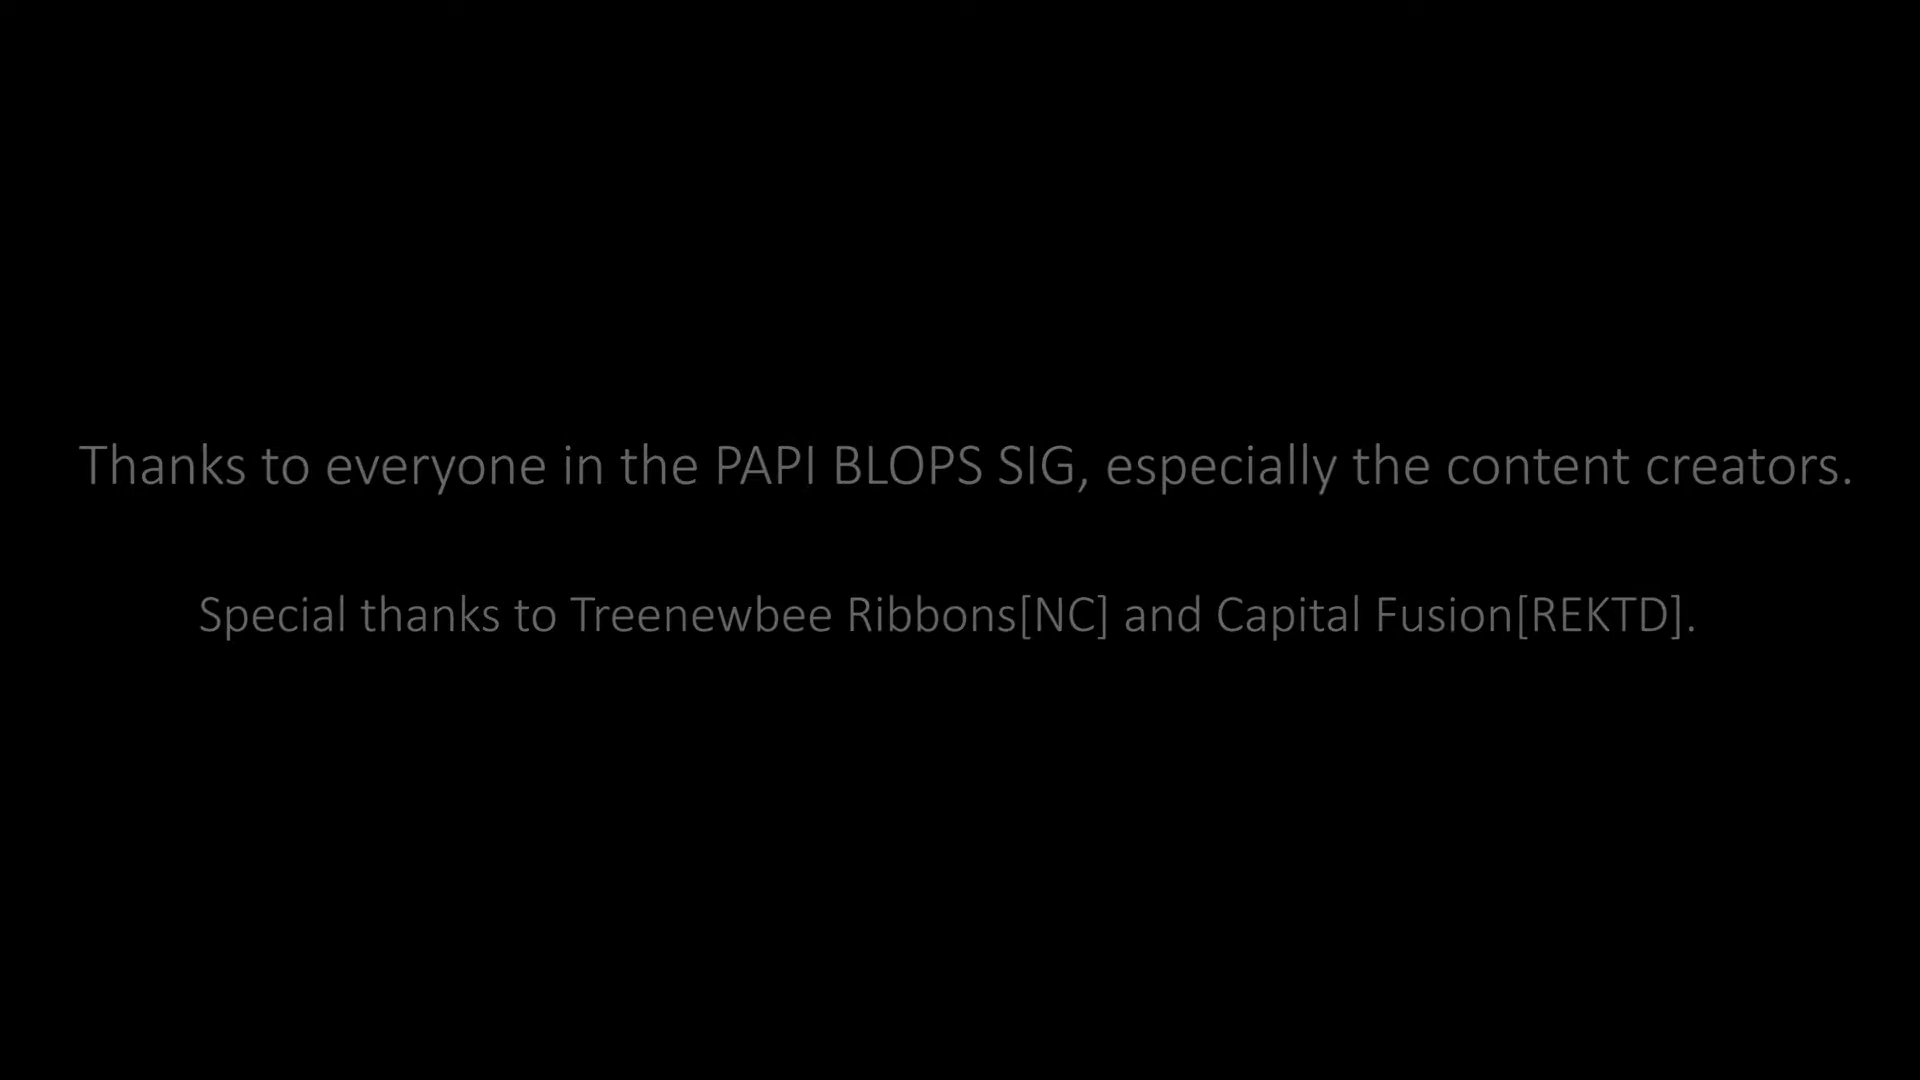 Thanks to everyone in the PAPI BLOPS SIG, especially the content creators.
Special thanks to Treenewbee Ribbons[NC] and Capital Fusion[REKTD].